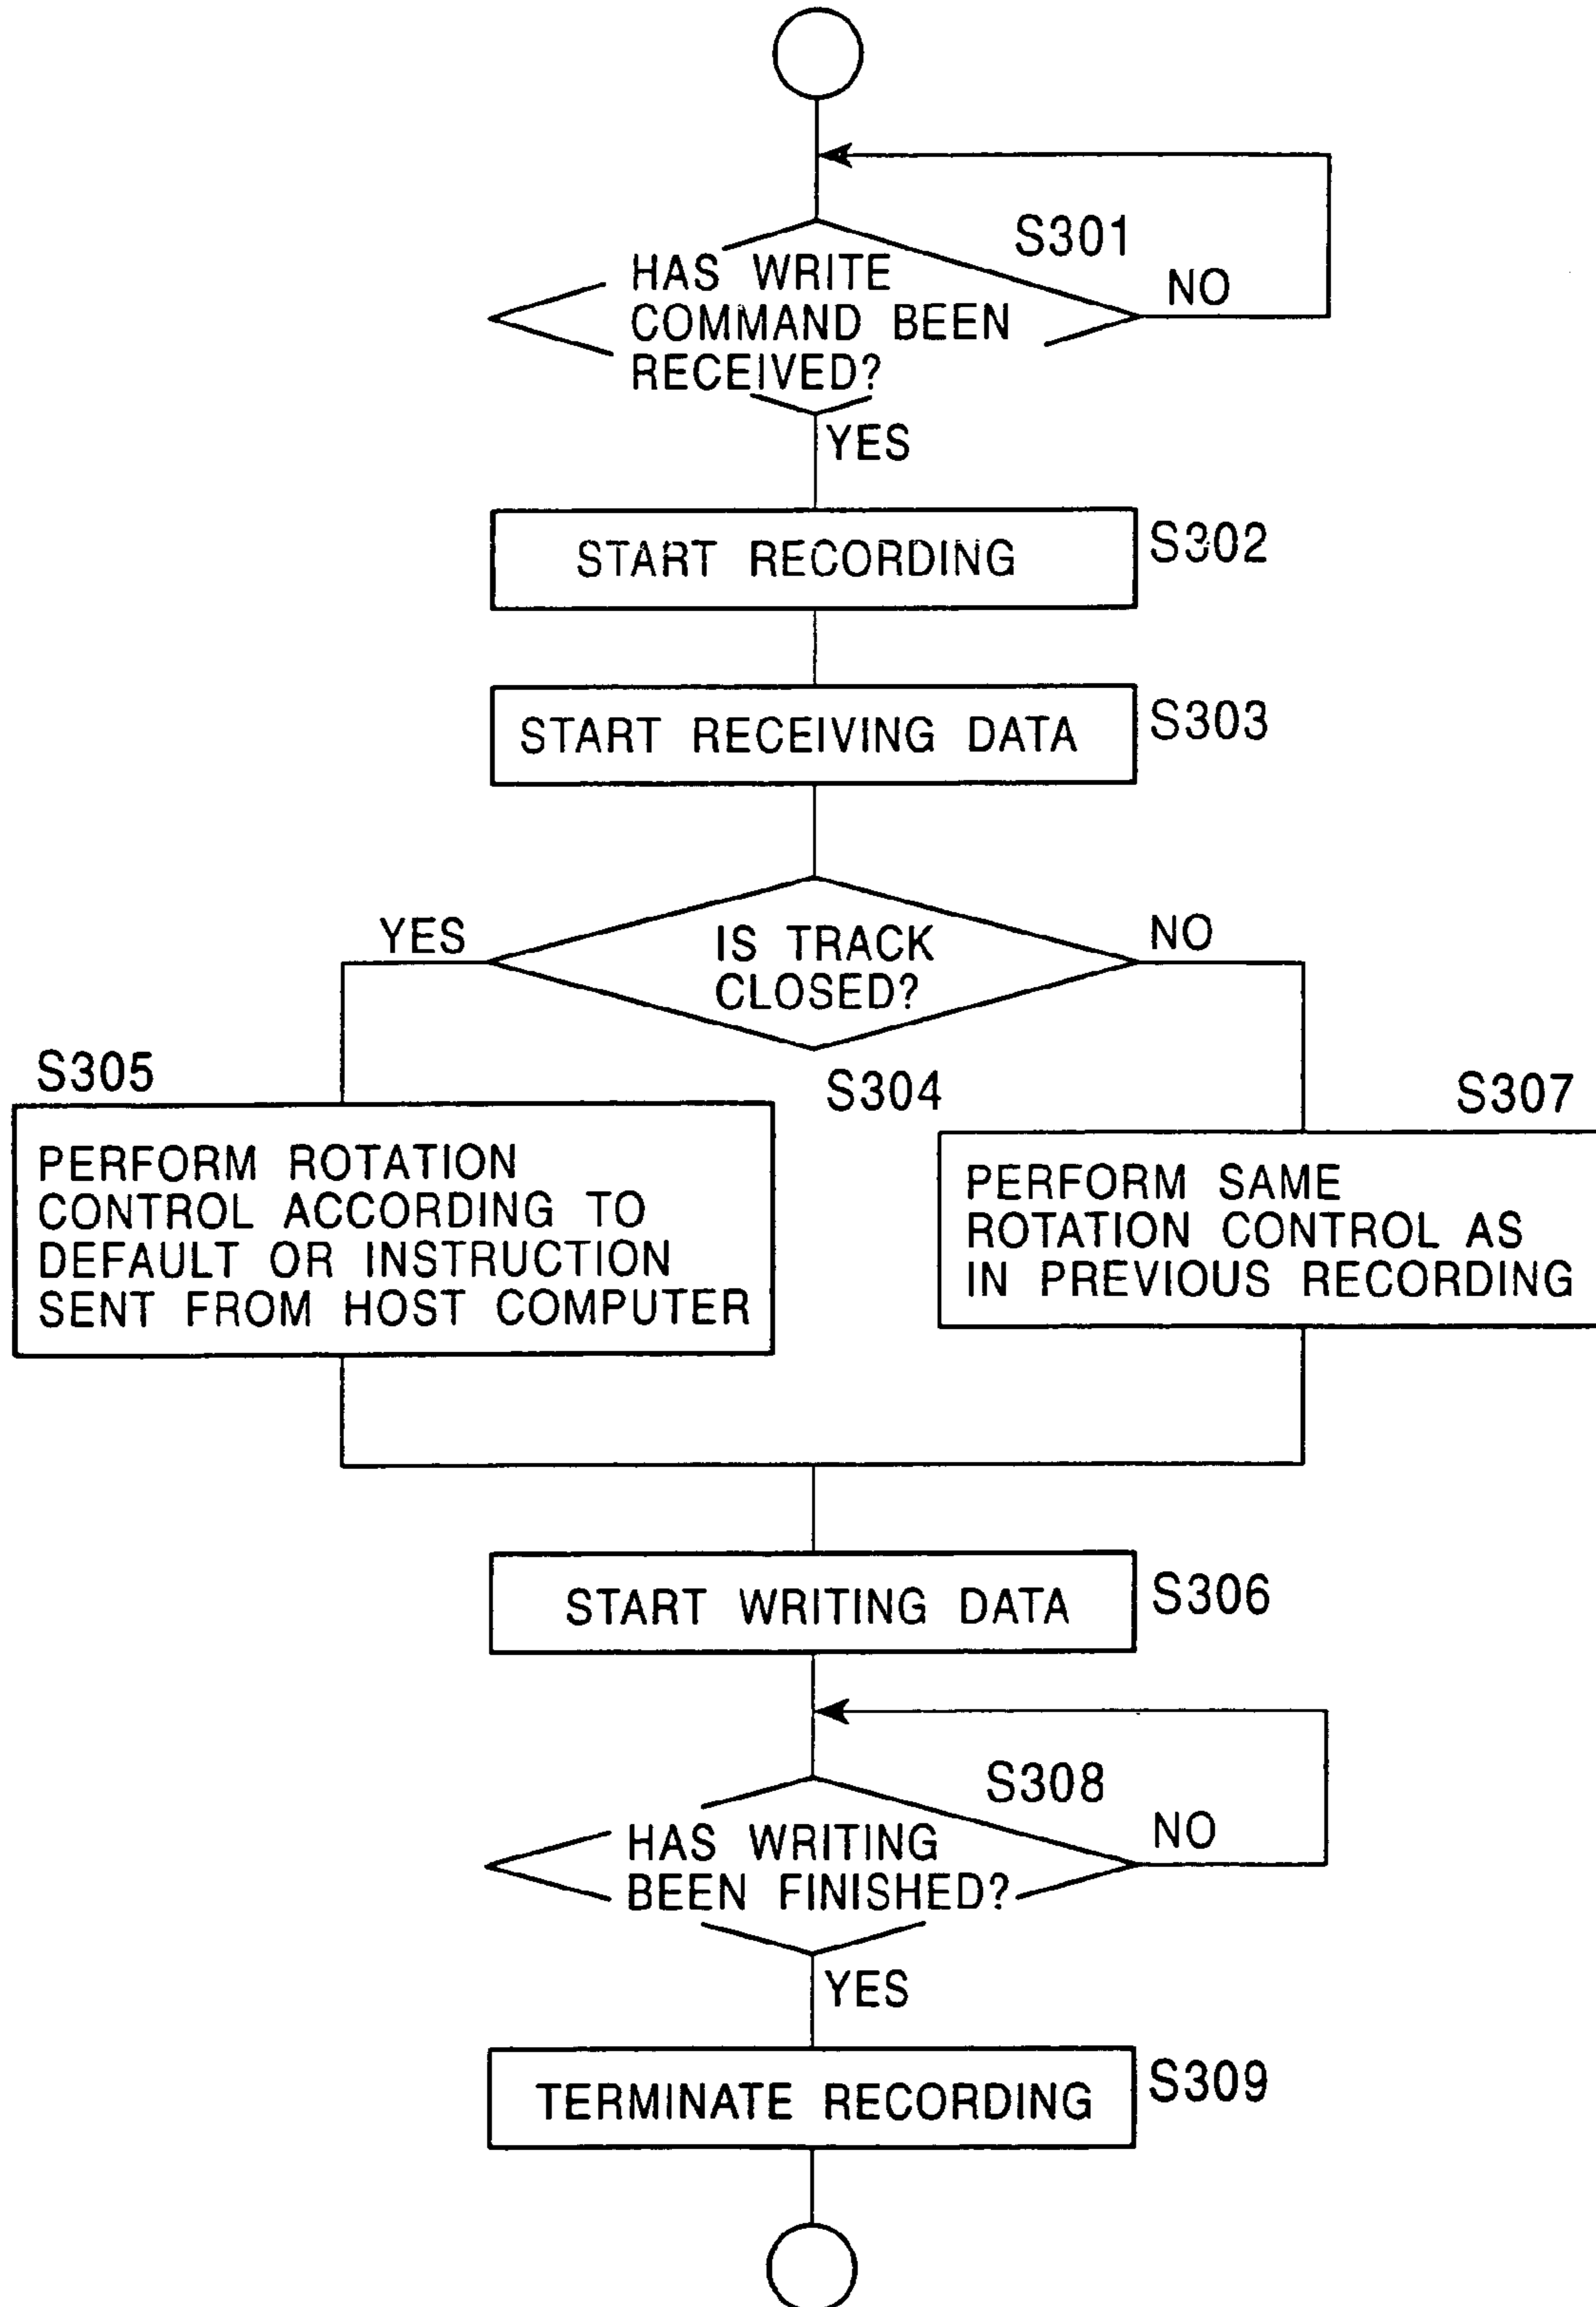 S301
HAS WRITE
NO
COMMAND BEEN
RECEIVED?
YES
START RECORDING
S302
START RECEIVING DATA
S303
YES
IS TRACK
CLOSED?
NO
S304
S305
PERFORM ROTATION
CONTROL ACCORDING TO
DEFAULT OR INSTRUCTION
SENT FROM HOST COMPUTER
S307
PERFORM SAME
ROTATION CONTROL AS
IN PREVIOUS RECORDING
START WRITING DATA
S306
S308
HAS WRITING
BEEN FINISHED?
NO
YES
TERMINATE RECORDING
S309